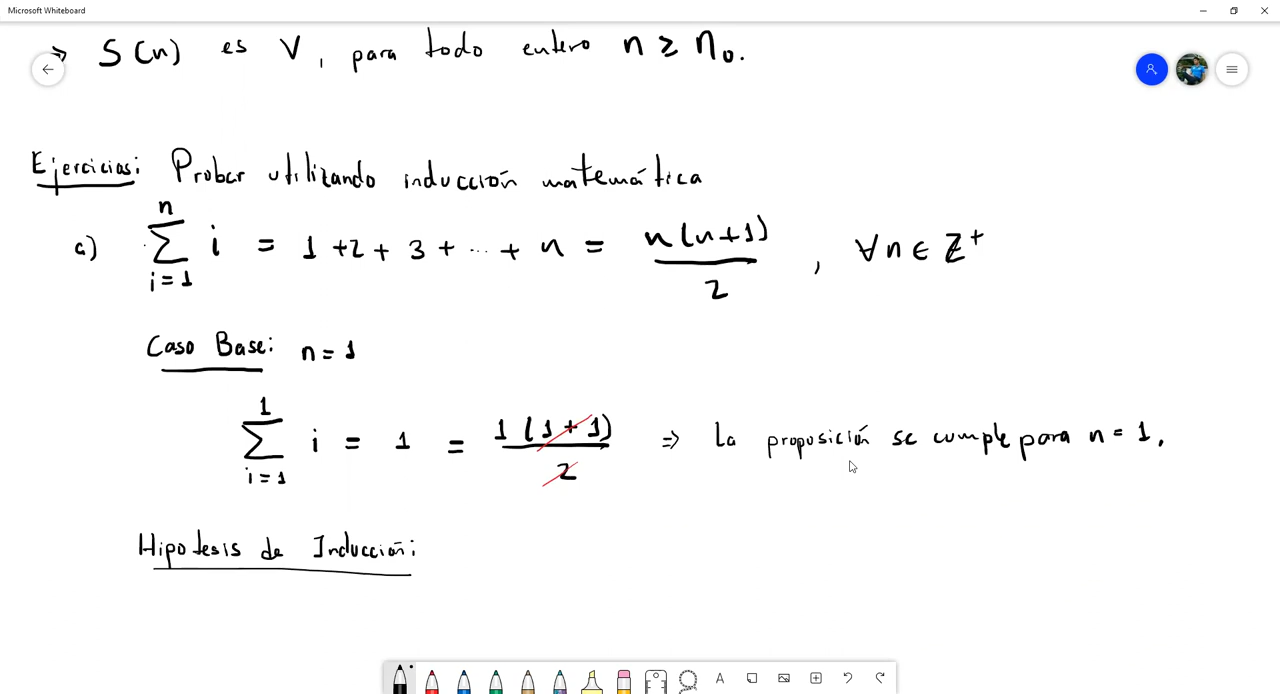 Microsoft Whiteboard
⇒ S(n) es V, para todo entero n ≥ n₀.
Ejercicios: Probar utilizando inducción matemática
a) ∑_{i=1}^{n} i = 1 + 2 + 3 + ... + n = n(n+1)/2 , ∀n ∈ Z⁺
Caso Base: n = 1
∑_{i=1}^{1} i = 1 = 1(1+1)/2 ⇒ La proposición se cumple para n = 1.
Hipotesis de Inducción: